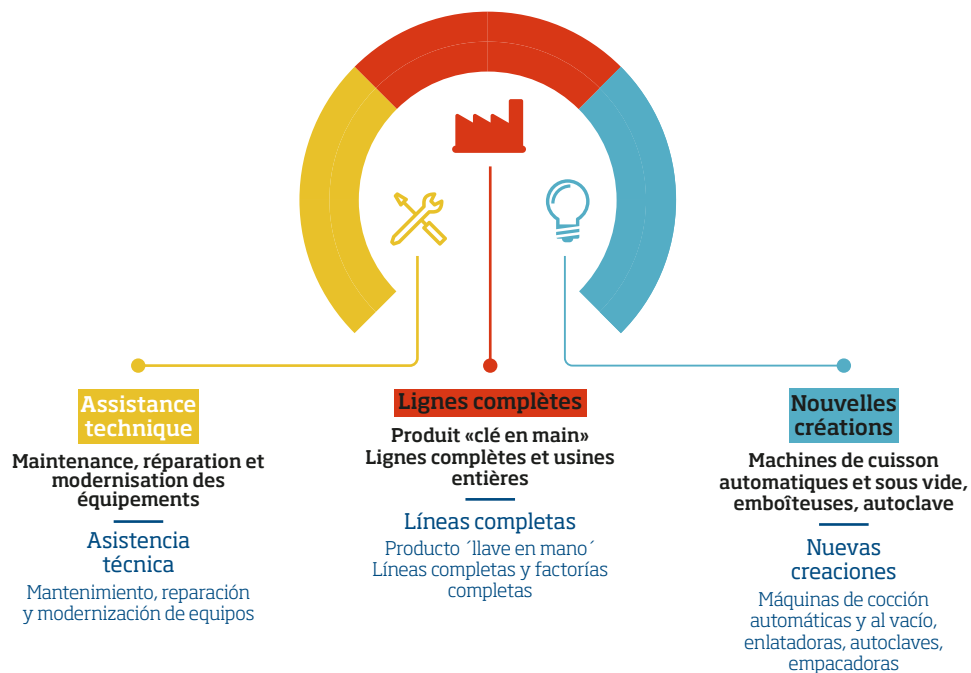 Assistance
technique
Maintenance, réparation et
modernisation des
équipements
Asistencia
técnica
Mantenimiento, reparación
y modernización de equipos
Lignes complètes
Produit «clé en main»
Lignes complètes et usines
entières
Líneas completas
Producto ´llave en mano´
Líneas completas y factorías
completas
Nouvelles
créations
Machines de cuisson
automatiques et sous vide,
emboîteuses, autoclave
Nuevas
creaciones
Máquinas de cocción
automáticas y al vacío,
enlatadoras, autoclaves,
empacadoras